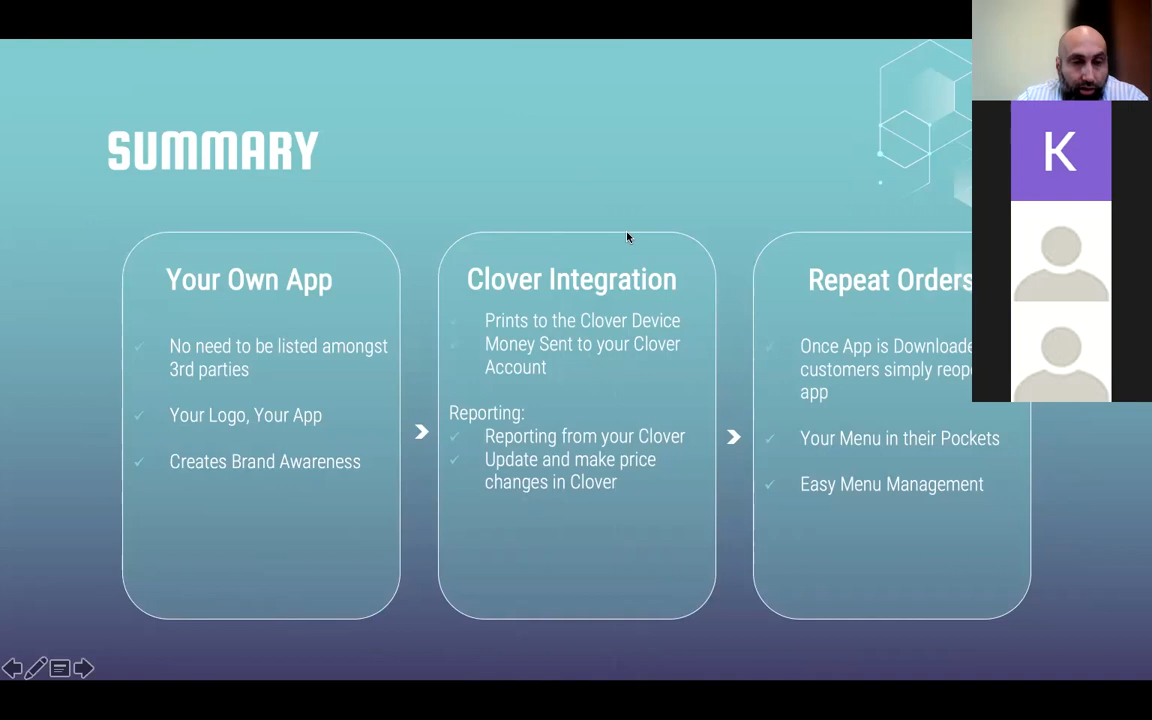 SUMMARY
Your Own App
No need to be listed amongst
3rd parties
Your Logo, Your App
Creates Brand Awareness
Clover Integration
Prints to the Clover Device
Money Sent to your Clover
Account
Reporting:
Reporting from your Clover
Update and make price
changes in Clover
Repeat Orders
Once App is
customers simply
app
Your Menu in their Pockets
Easy Menu Management
K